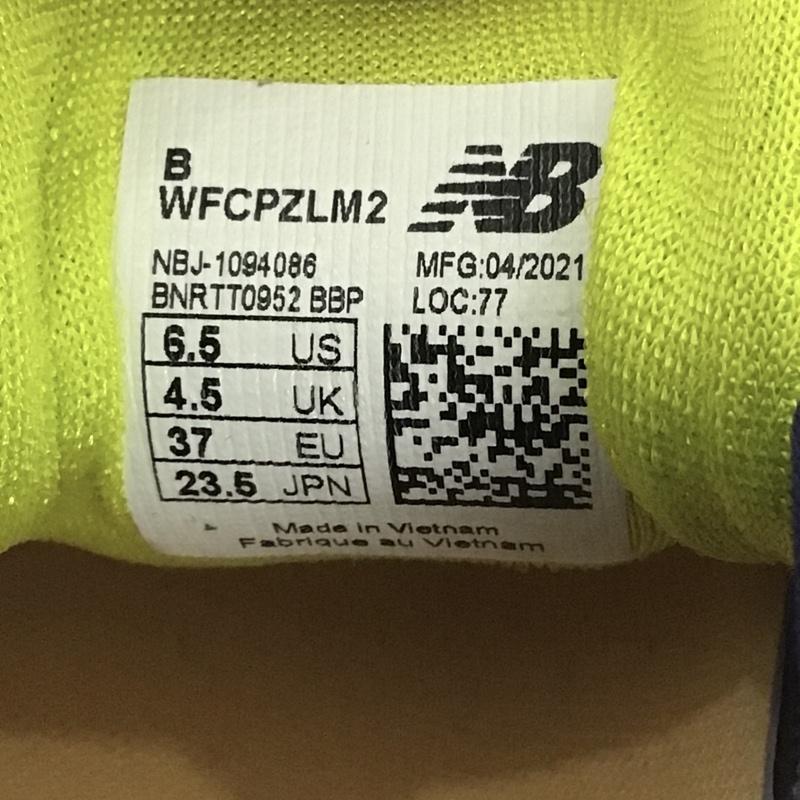 B
WFCPZLM2
NB
NBJ-1094086
MFG:04/2021
BNRTT0952 BBP
LOC:77
6.5 US
4.5 UK
37 EU
23.5 JPN
Made in Vietnam
Fabrique au Vietnam